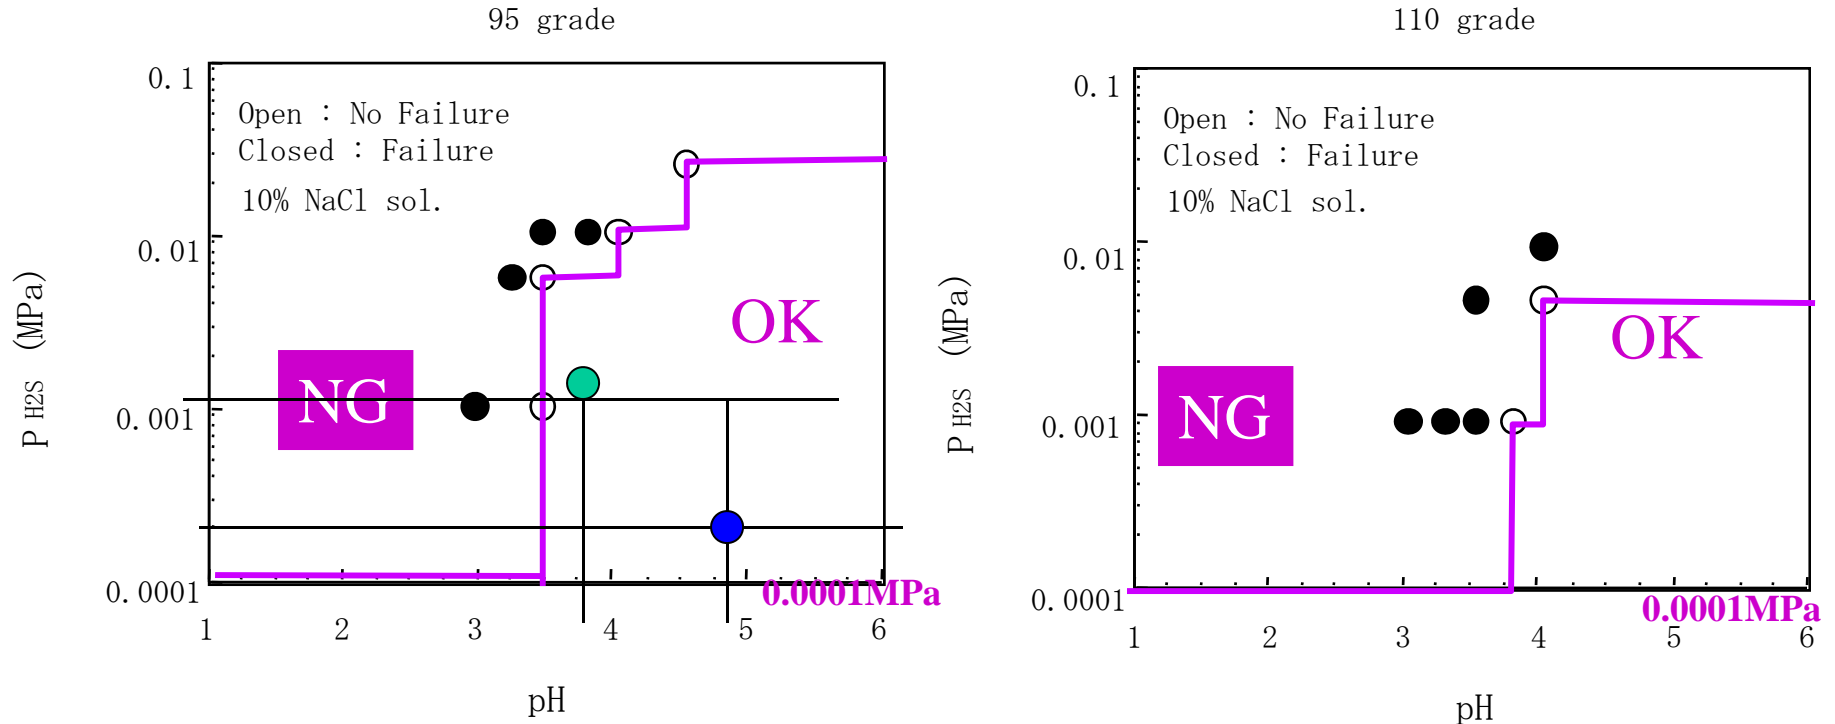 95 grade
0.1
Open : No Failure
Closed : Failure
10% NaCl sol.
0.01
P H2S (MPa)
OK
NG
0.001
0.0001
0.0001MPa
1 2 3 4 5 6
pH
110 grade
0.1
Open : No Failure
Closed : Failure
10% NaCl sol.
0.01
P H2S (MPa)
OK
NG
0.001
0.0001
0.0001MPa
1 2 3 4 5 6
pH